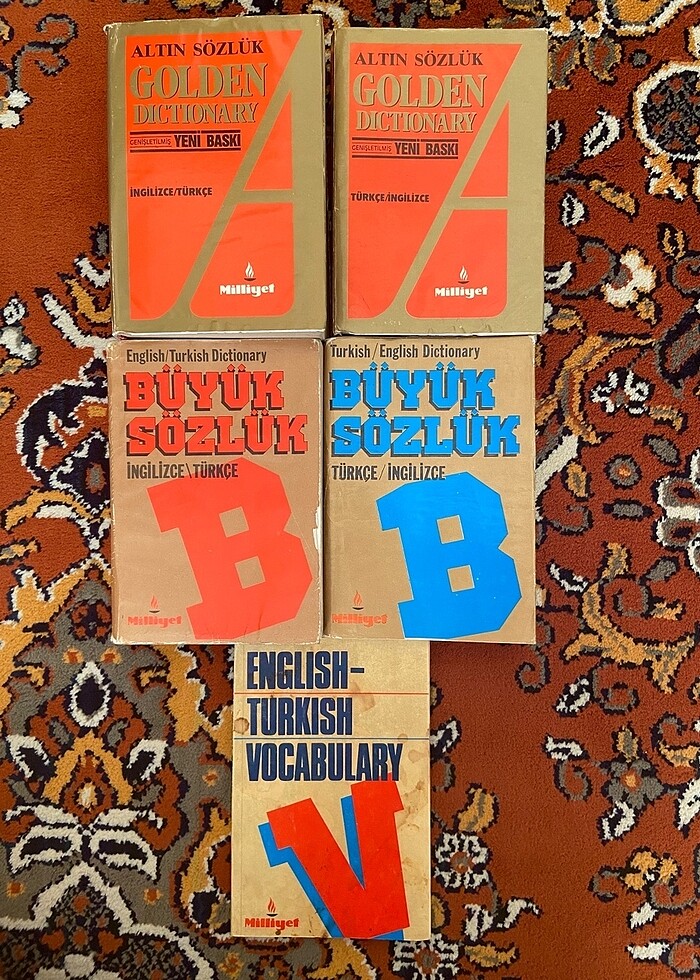 ALTIN SÖZLÜK
GOLDEN
DICTIONARY
GENİŞLETİLMİŞ YENİ BASKI
İNGİLİZCE/TÜRKÇE
Milliyet
ALTIN SÖZLÜK
GOLDEN
DICTIONARY
GENİŞLETİLMİŞ YENİ BASKI
TÜRKÇE/İNGİLİZCE
Milliyet
English/Turkish Dictionary
BÜYÜK
SÖZLÜK
İNGİLİZCE\TÜRKÇE
B
Milliyet
Turkish/English Dictionary
BÜYÜK
SÖZLÜK
TÜRKÇE/İNGİLİZCE
B
Milliyet
ENGLISH-
TURKISH
VOCABULARY
V
Milliyet